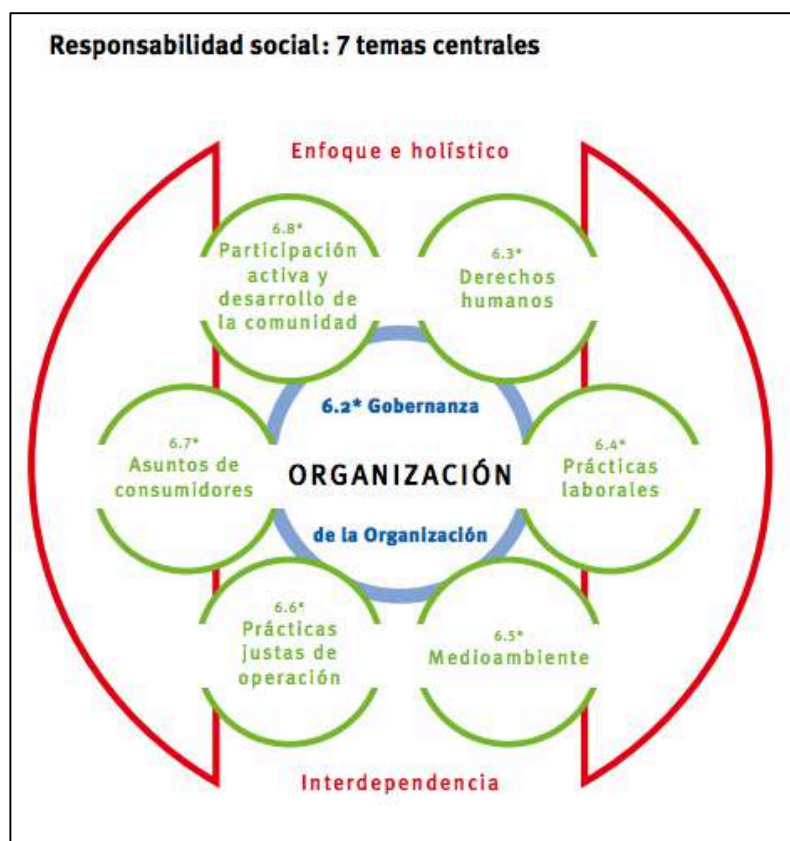 Responsabilidad social: 7 temas centrales
Enfoque e holístico
6.8*
Participación
activa y
desarrollo de
la comunidad
6.3*
Derechos
humanos
6.2* Gobernanza
6.7*
Asuntos de
consumidores
ORGANIZACIÓN
6.4*
Prácticas
laborales
de la Organización
6.6*
Prácticas
justas de
operación
6.5*
Medioambiente
Interdependencia